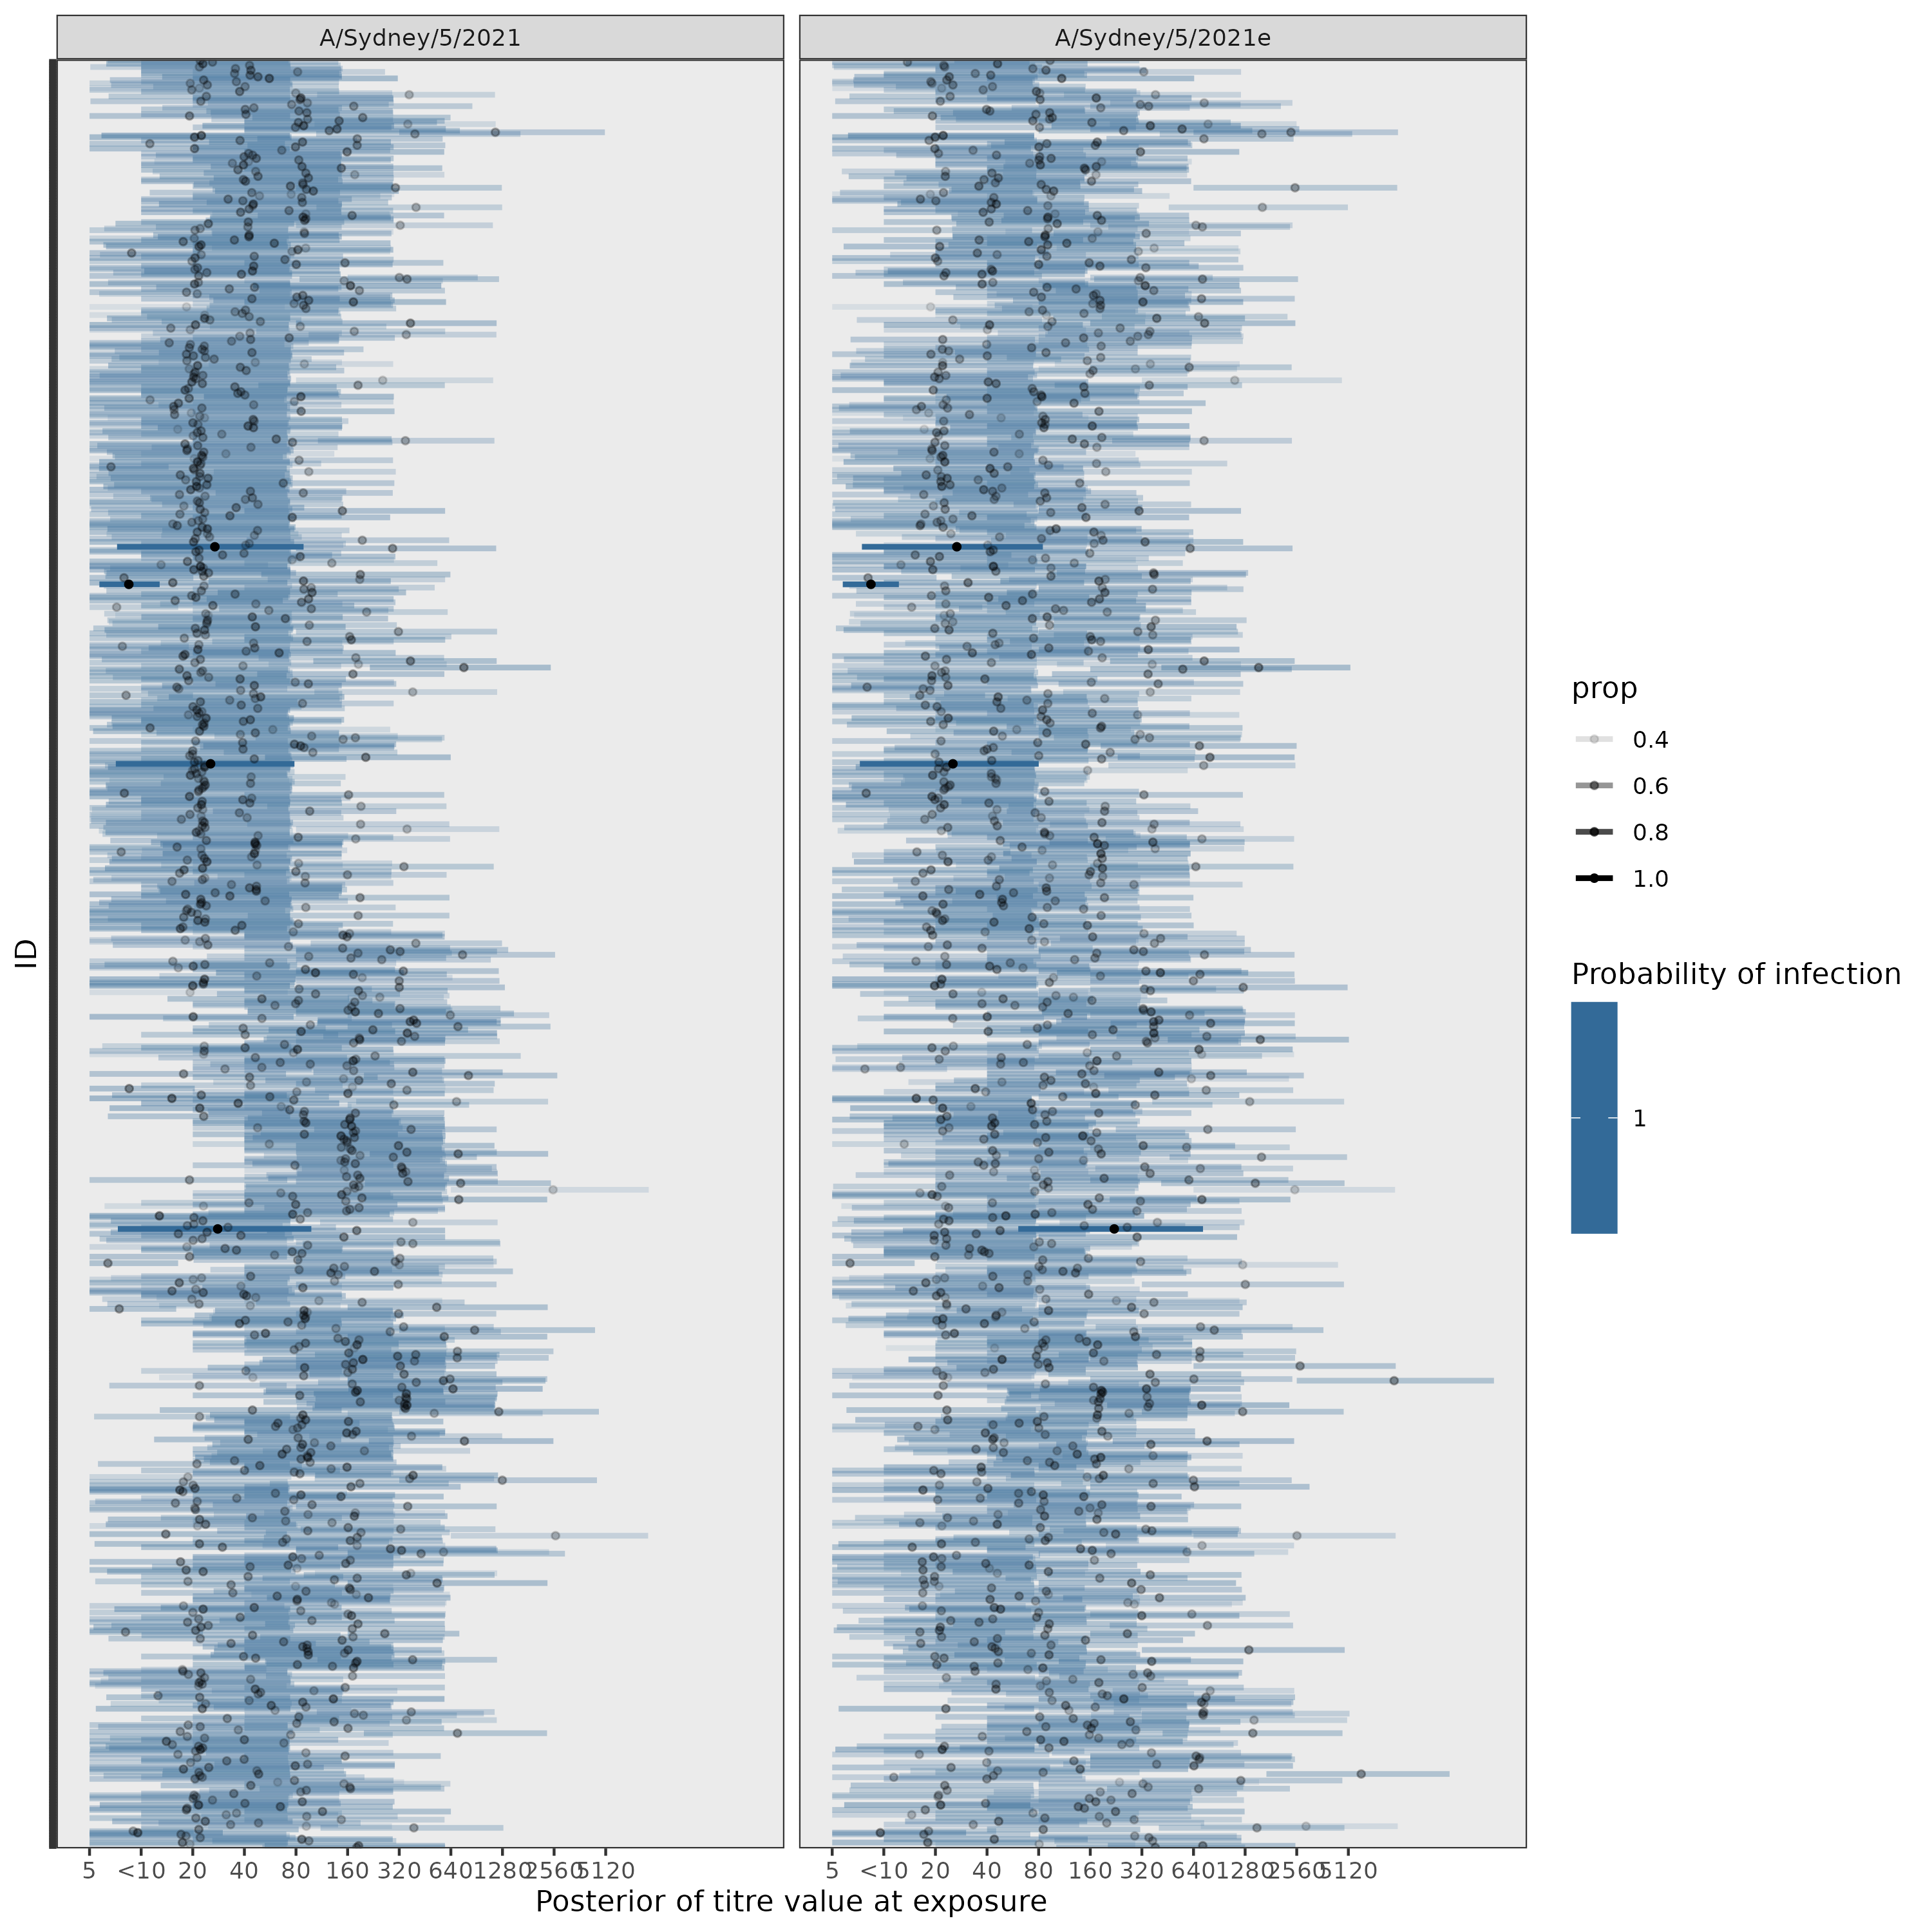 A/Sydney/5/2021
A/Sydney/5/2021e
ID
5 <10 20 40 80 160 320 640 1280 2560 5120
5 <10 20 40 80 160 320 640 1280 2560 5120
Posterior of titre value at exposure
prop
0.4
0.6
0.8
1.0
Probability of infection
1